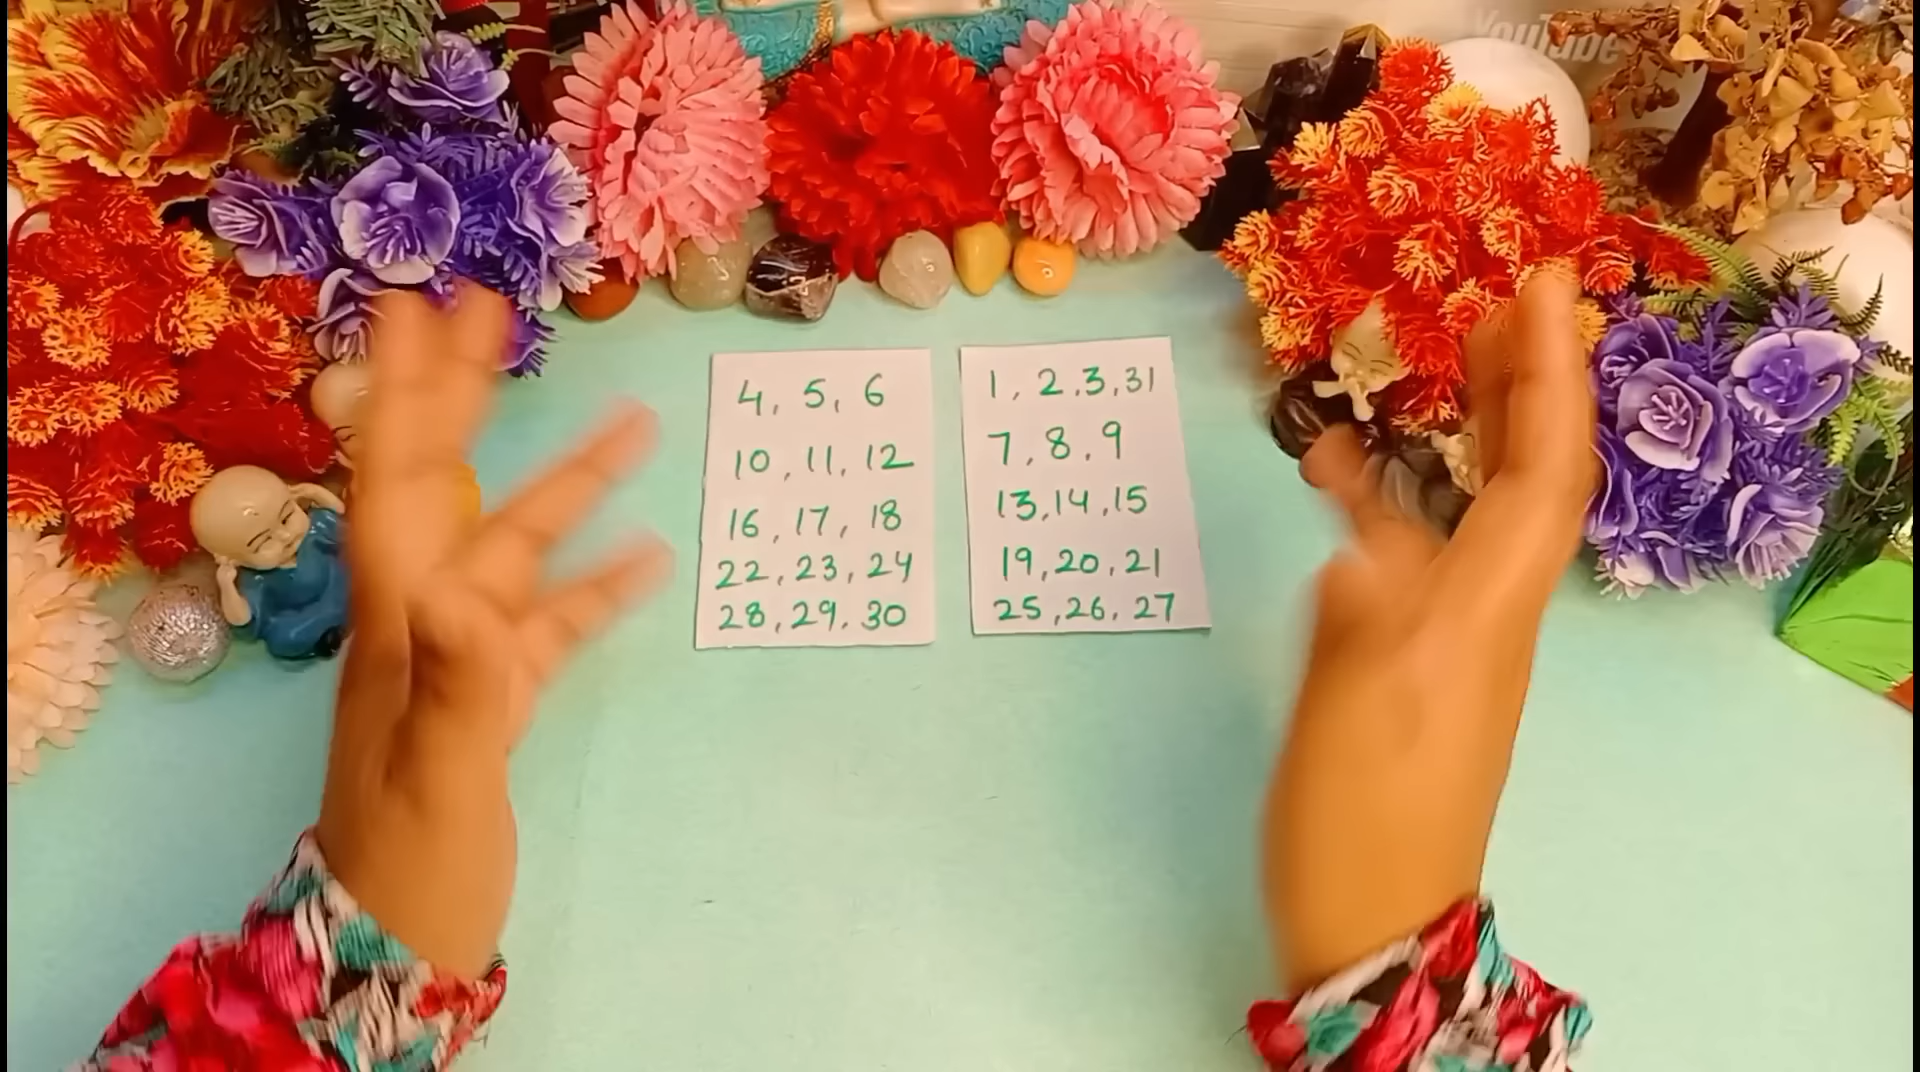 YouTube
4, 5, 6
10, 11, 12
16, 17, 18
22, 23, 24
28, 29. 30
1, 2, 3, 31
7, 8, 9
13, 14, 15
19, 20, 21
25, 26, 27